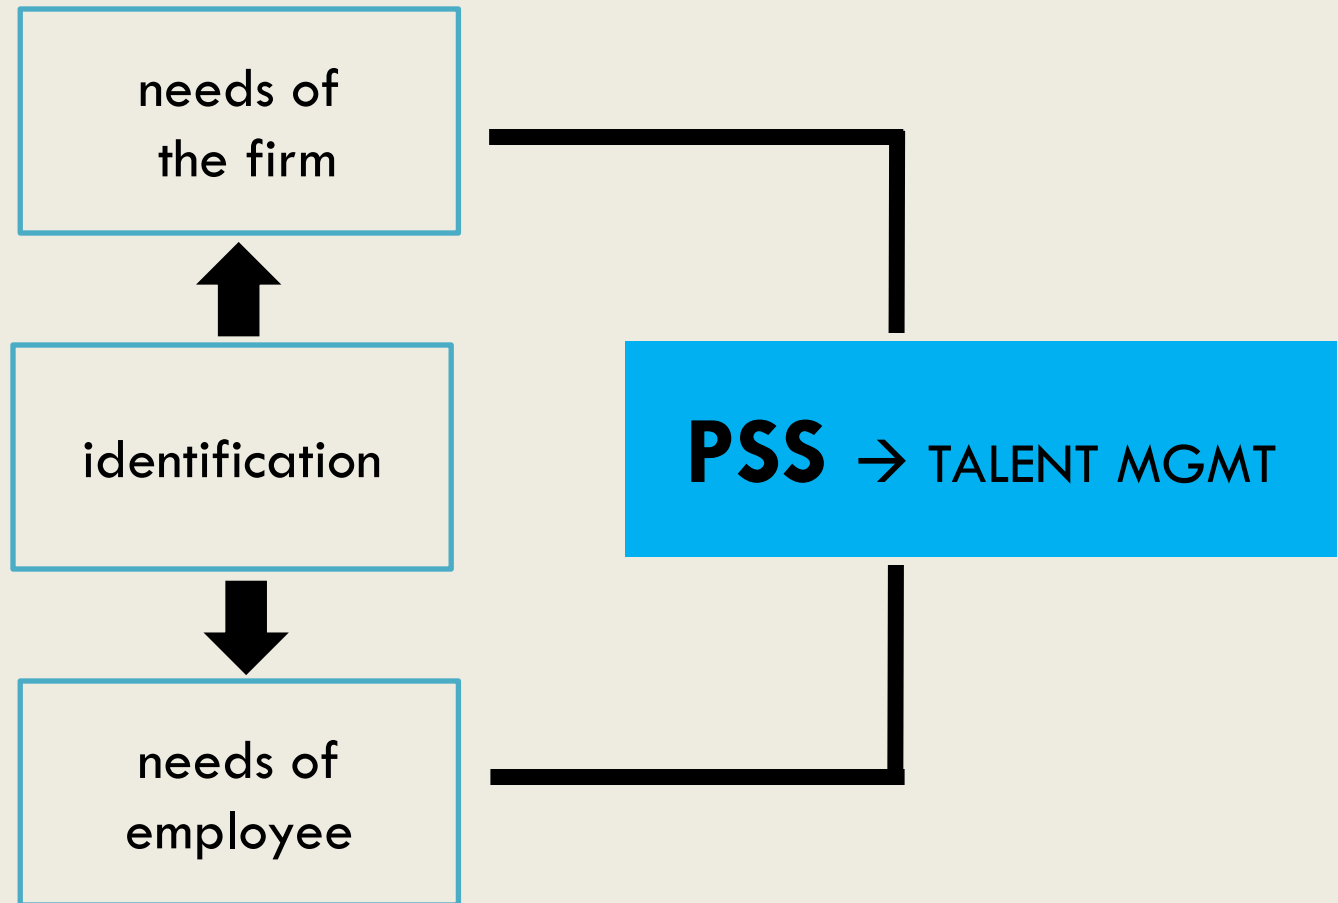 needs of
the firm
identification
PSS → TALENT MGMT
needs of
employee